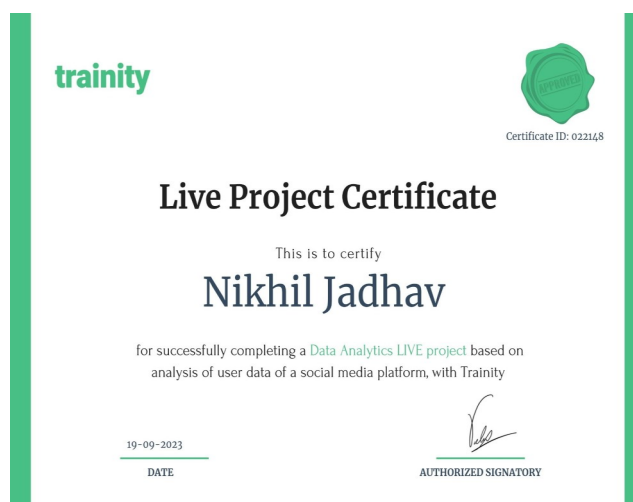 trainity
APPROVED
Certificate ID: 022148
Live Project Certificate
This is to certify
Nikhil Jadhav
for successfully completing a Data Analytics LIVE project based on
analysis of user data of a social media platform, with Trainity
19-09-2023
DATE
AUTHORIZED SIGNATORY